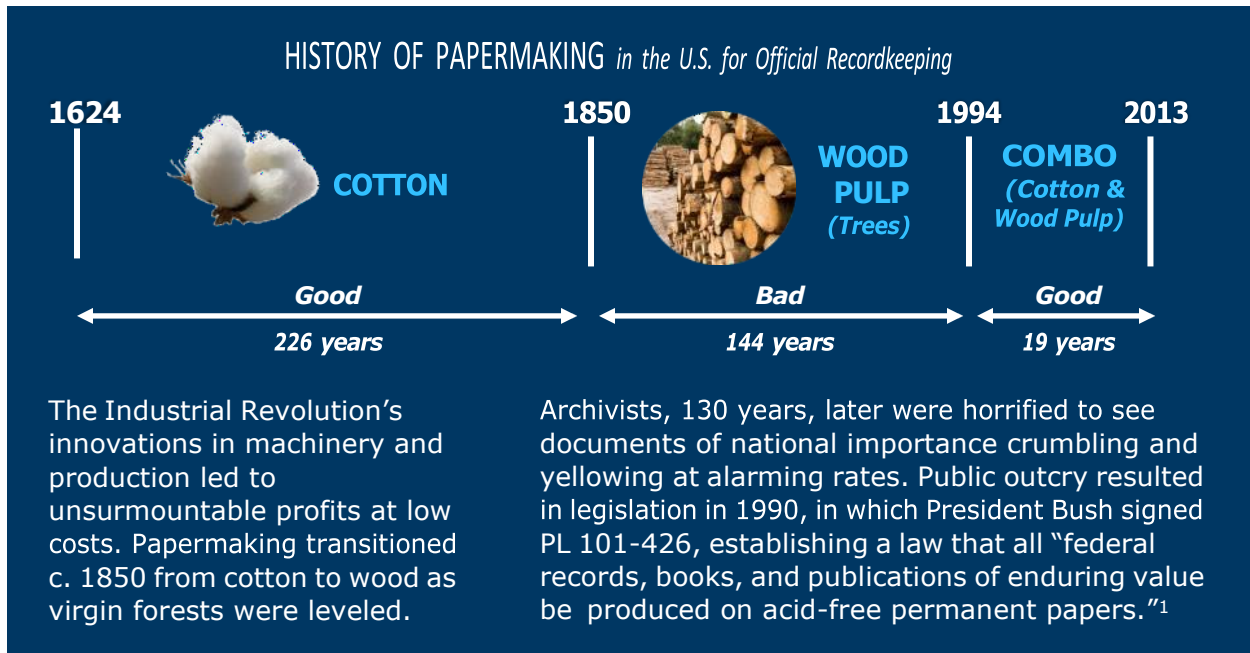 HISTORY OF PAPERMAKING in the U.S. for Official Recordkeeping
1624
1850
1994
2013
COTTON
WOOD
PULP
(Trees)
COMBO
(Cotton &
Wood Pulp)
Good
226 years
Bad
144 years
Good
19 years
The Industrial Revolution’s
innovations in machinery and
production led to
unsurmountable profits at low
costs. Papermaking transitioned
c. 1850 from cotton to wood as
virgin forests were leveled.
Archivists, 130 years, later were horrified to see
documents of national importance crumbling and
yellowing at alarming rates. Public outcry resulted
in legislation in 1990, in which President Bush signed
PL 101-426, establishing a law that all “federal
records, books, and publications of enduring value
be produced on acid-free permanent papers.”1